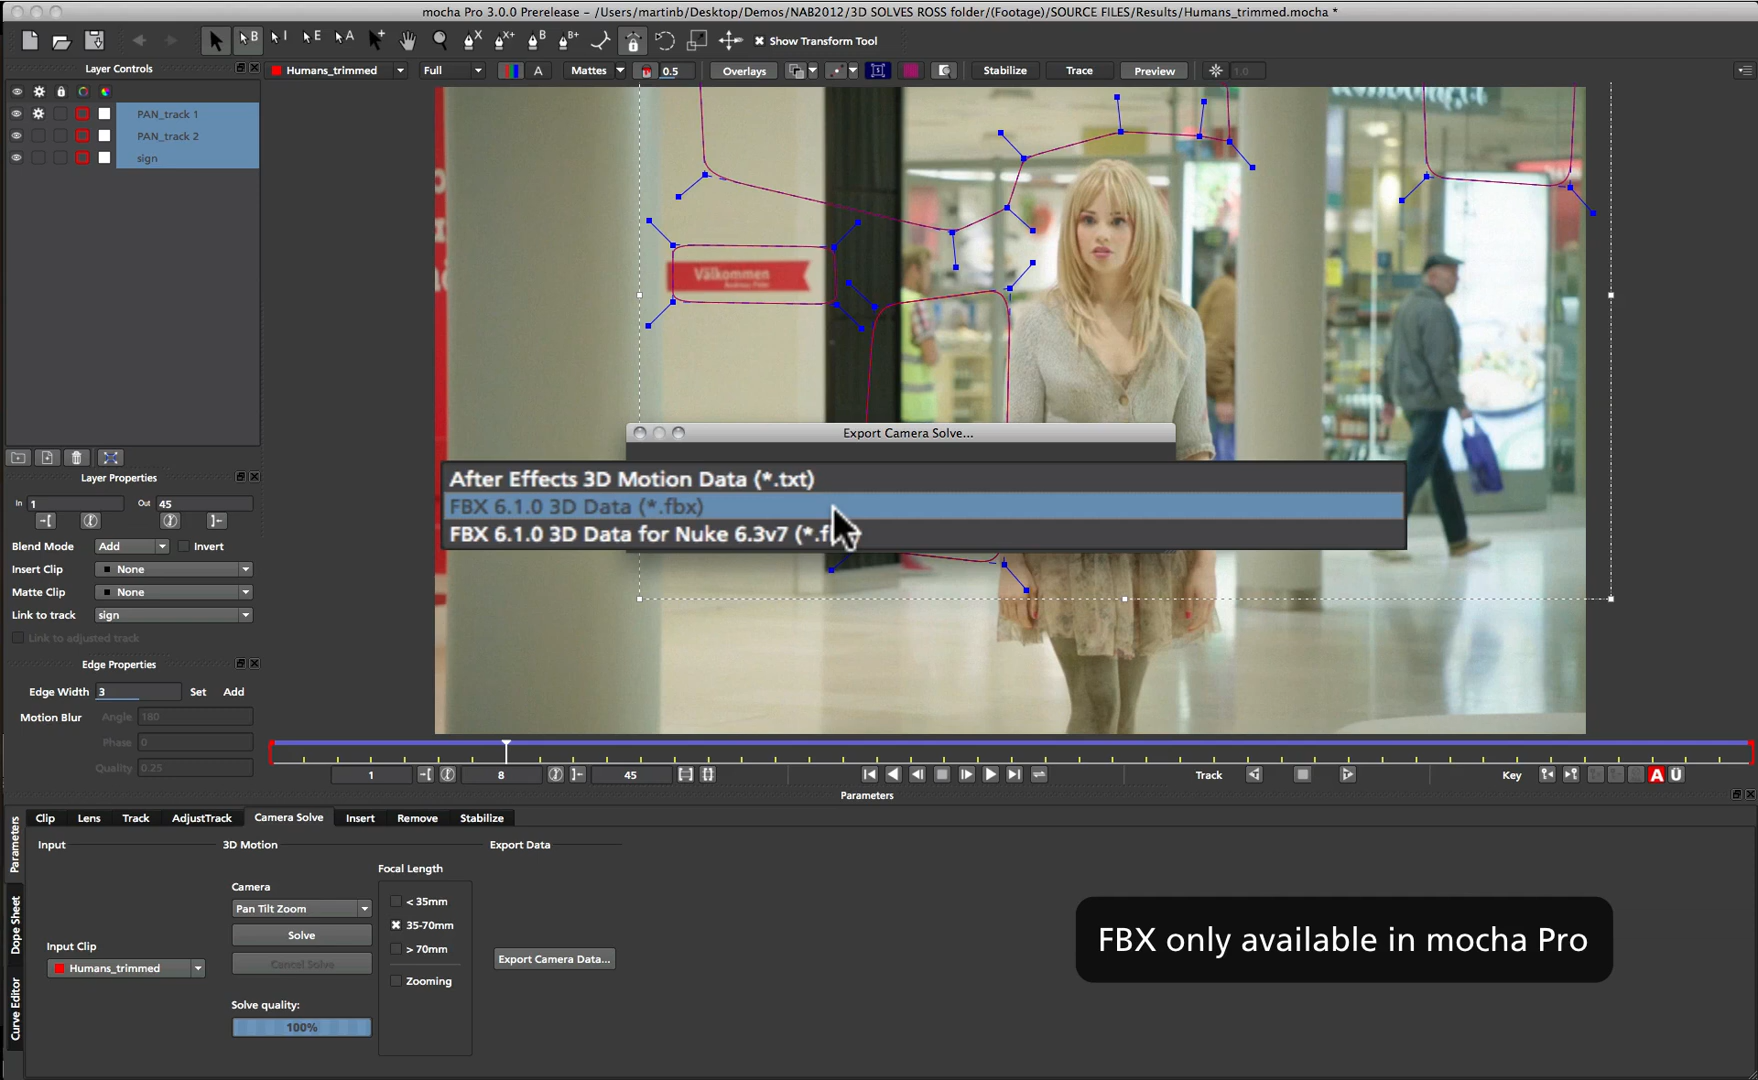 mocha Pro 3.0.0 Prerelease – /Users/martinb/Desktop/Demos/NAB2012/3D SOLVES ROSS folder/(Footage)/SOURCE FILES/Results/Humans_trimmed.mocha *
X X+ B B+
B I E A
Show Transform Tool
Layer Controls
Humans_trimmed Full A Mattes 0.5 Overlays Stabilize Trace Preview 1.0
PAN_track 1
PAN_track 2
sign
Välkommen
Export Camera Solve...
After Effects 3D Motion Data (*.txt)
FBX 6.1.0 3D Data (*.fbx)
FBX 6.1.0 3D Data for Nuke 6.3v7 (*.f
Layer Properties
In 1 Out 45
Blend Mode Add Invert
Insert Clip None
Matte Clip None
Link to track sign
Link to adjusted track
Edge Properties
Edge Width 3 Set Add
Motion Blur Angle 180
Phase 0
Quality 0.25
1 8 45 Track Key A Ü
Parameters
Clip Lens Track AdjustTrack Camera Solve Insert Remove Stabilize
Parameters
Dope Sheet
Curve Editor
Input
Input Clip
Humans_trimmed
3D Motion
Camera
Pan Tilt Zoom
Solve
Cancel Solve
Solve quality:
100%
Focal Length
< 35mm
35-70mm
> 70mm
Zooming
Export Data
Export Camera Data...
FBX only available in mocha Pro